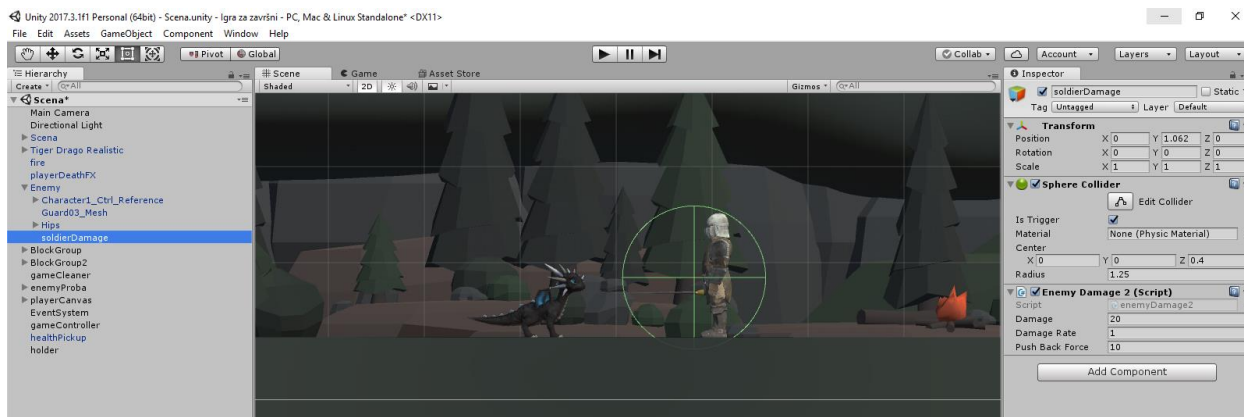 Unity 2017.3.1f1 Personal (64bit) - Scena.unity - Igra za završni - PC, Mac & Linux Standalone* <DX11>
File Edit Assets GameObject Component Window Help
Pivot Global Collab Account Layers Layout
Hierarchy
Create All
Scena*
Main Camera
Directional Light
Scena
Tiger Drago Realistic
fire
playerDeathFX
Enemy
Character1_Ctrl_Reference
Guard03_Mesh
Hips
soldierDamage
BlockGroup
BlockGroup2
gameCleaner
enemyProba
playerCanvas
EventSystem
gameController
healthPickup
holder
Scene Game Asset Store
Shaded 2D Gizmos All
Inspector
soldierDamage Static
Tag Untagged Layer Default
Transform
Position X 0 Y 1.062 Z 0
Rotation X 0 Y 0 Z 0
Scale X 1 Y 1 Z 1
Sphere Collider
Edit Collider
Is Trigger
Material None (Physic Material)
Center
X 0 Y 0 Z 0.4
Radius 1.25
Enemy Damage 2 (Script)
Script enemyDamage2
Damage 20
Damage Rate 1
Push Back Force 10
Add Component